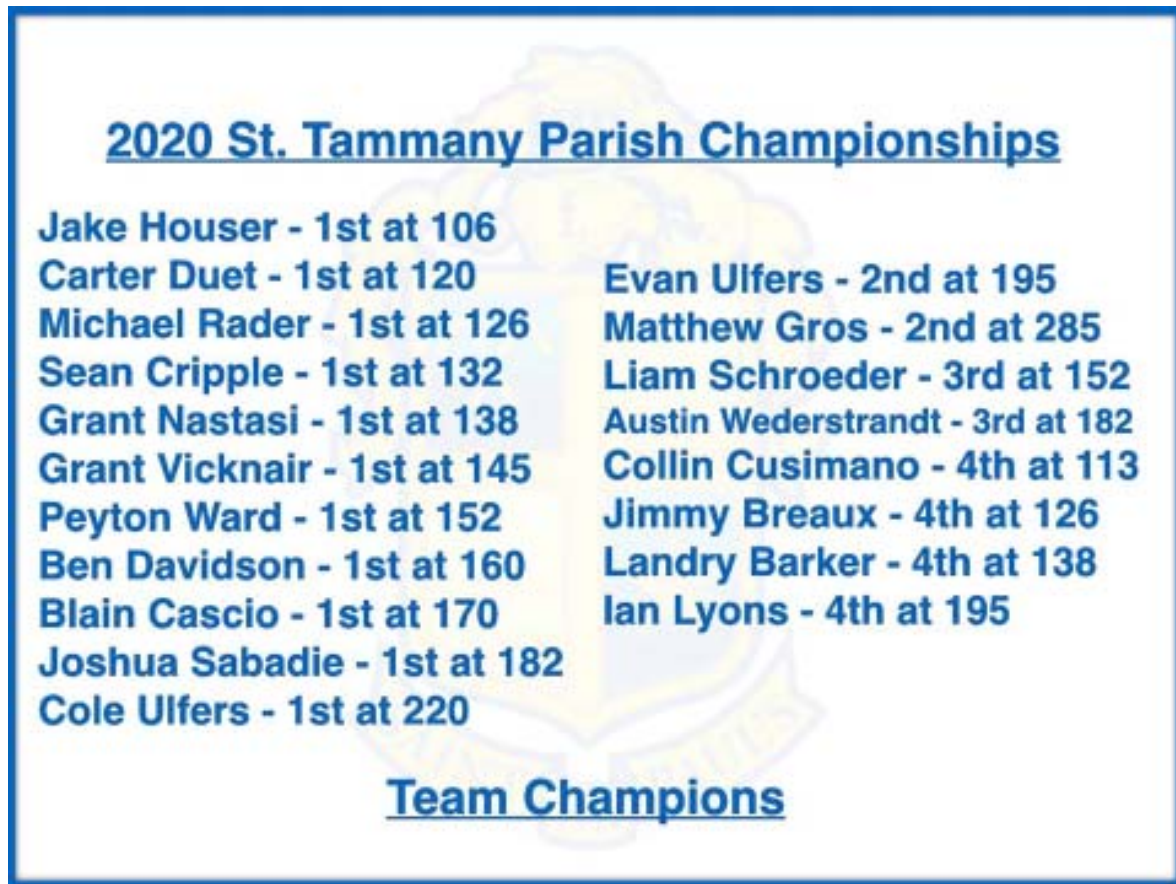 2020 St. Tammany Parish Championships
Jake Houser - 1st at 106
Carter Duet - 1st at 120
Michael Rader - 1st at 126
Sean Cripple - 1st at 132
Grant Nastasi - 1st at 138
Grant Vicknair - 1st at 145
Peyton Ward - 1st at 152
Ben Davidson - 1st at 160
Blain Cascio - 1st at 170
Joshua Sabadie - 1st at 182
Cole Ulfers - 1st at 220
Evan Ulfers - 2nd at 195
Matthew Gros - 2nd at 285
Liam Schroeder - 3rd at 152
Austin Wederstrandt - 3rd at 182
Collin Cusimano - 4th at 113
Jimmy Breaux - 4th at 126
Landry Barker - 4th at 138
Ian Lyons - 4th at 195
Team Champions